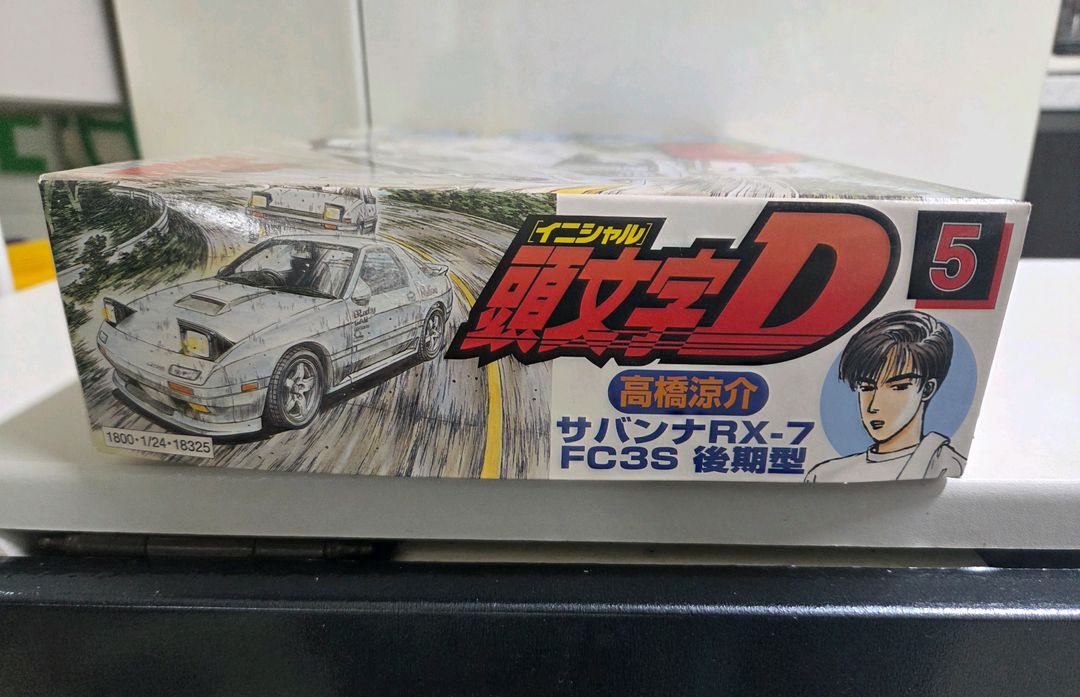 [イニシャル]
頭文字D
5
高橋涼介
サバンナRX-7
FC3S 後期型
1800・1/24・18325